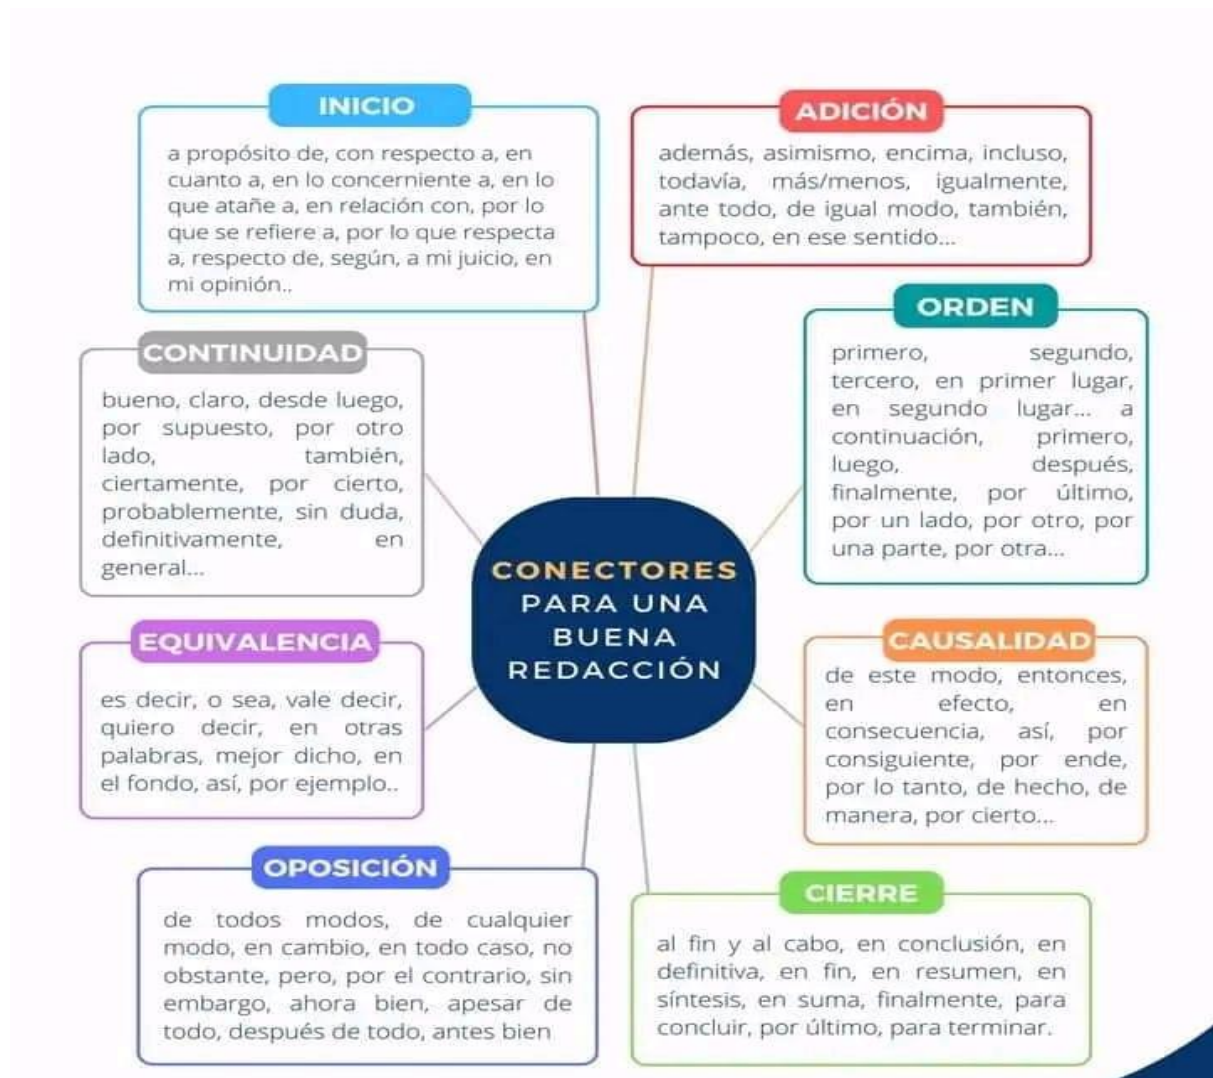 INICIO
a propósito de, con respecto a, en
cuanto a, en lo concerniente a, en lo
que atañe a, en relación con, por lo
que se refiere a, por lo que respecta
a, respecto de, según, a mi juicio, en
mi opinión..
ADICIÓN
además, asimismo, encima, incluso,
todavía, más/menos, igualmente,
ante todo, de igual modo, también,
tampoco, en ese sentido...
CONTINUIDAD
bueno, claro, desde luego,
por supuesto, por otro
lado, también,
ciertamente, por cierto,
probablemente, sin duda,
definitivamente, en
general...
ORDEN
primero, segundo,
tercero, en primer lugar,
en segundo lugar... a
continuación, primero,
luego, después,
finalmente, por último,
por un lado, por otro, por
una parte, por otra...
CONECTORES
PARA UNA
BUENA
REDACCIÓN
EQUIVALENCIA
es decir, o sea, vale decir,
quiero decir, en otras
palabras, mejor dicho, en
el fondo, así, por ejemplo..
CAUSALIDAD
de este modo, entonces,
en efecto, en
consecuencia, así, por
consiguiente, por ende,
por lo tanto, de hecho, de
manera, por cierto...
OPOSICIÓN
de todos modos, de cualquier
modo, en cambio, en todo caso, no
obstante, pero, por el contrario, sin
embargo, ahora bien, apesar de
todo, después de todo, antes bien
CIERRE
al fin y al cabo, en conclusión, en
definitiva, en fin, en resumen, en
síntesis, en suma, finalmente, para
concluir, por último, para terminar.